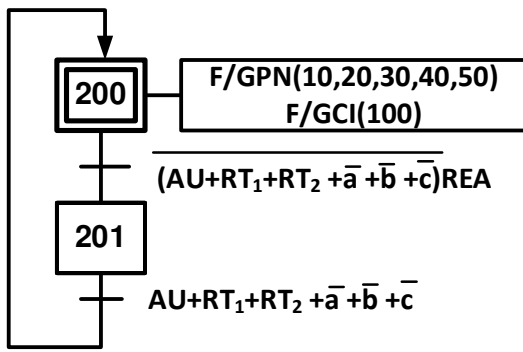 200
F/GPN(10,20,30,40,50)
F/GCI(100)
(AU+RT₁+RT₂ +a̅ +b̅ +c̅)REA
201
AU+RT₁+RT₂ +a̅ +b̅ +c̅